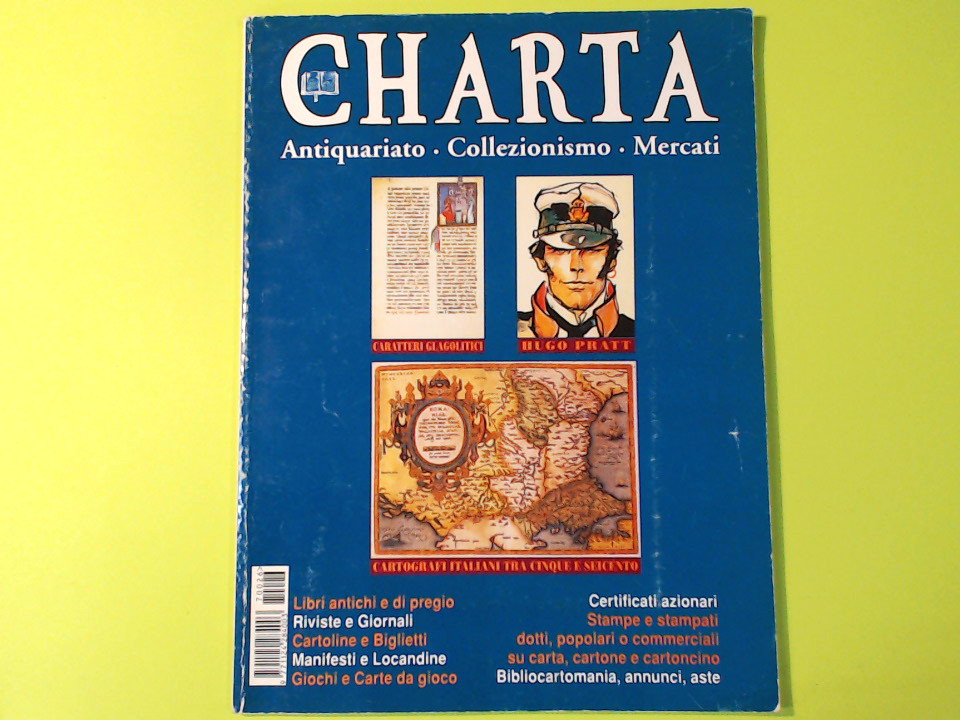 CHARTA
Antiquariato · Collezionismo · Mercati
CARATTERI GLAGOLITICI
HUGO PRATT
CARTOGRAFI ITALIANI TRA CINQUE E SEICENTO
70026
Libri antichi e di pregio
Riviste e Giornali
Cartoline e Biglietti
Manifesti e Locandine
Giochi e Carte da gioco
Certificati azionari
Stampe e stampati
dotti, popolari o commerciali
su carta, cartone e cartoncino
Bibliocartomania, annunci, aste